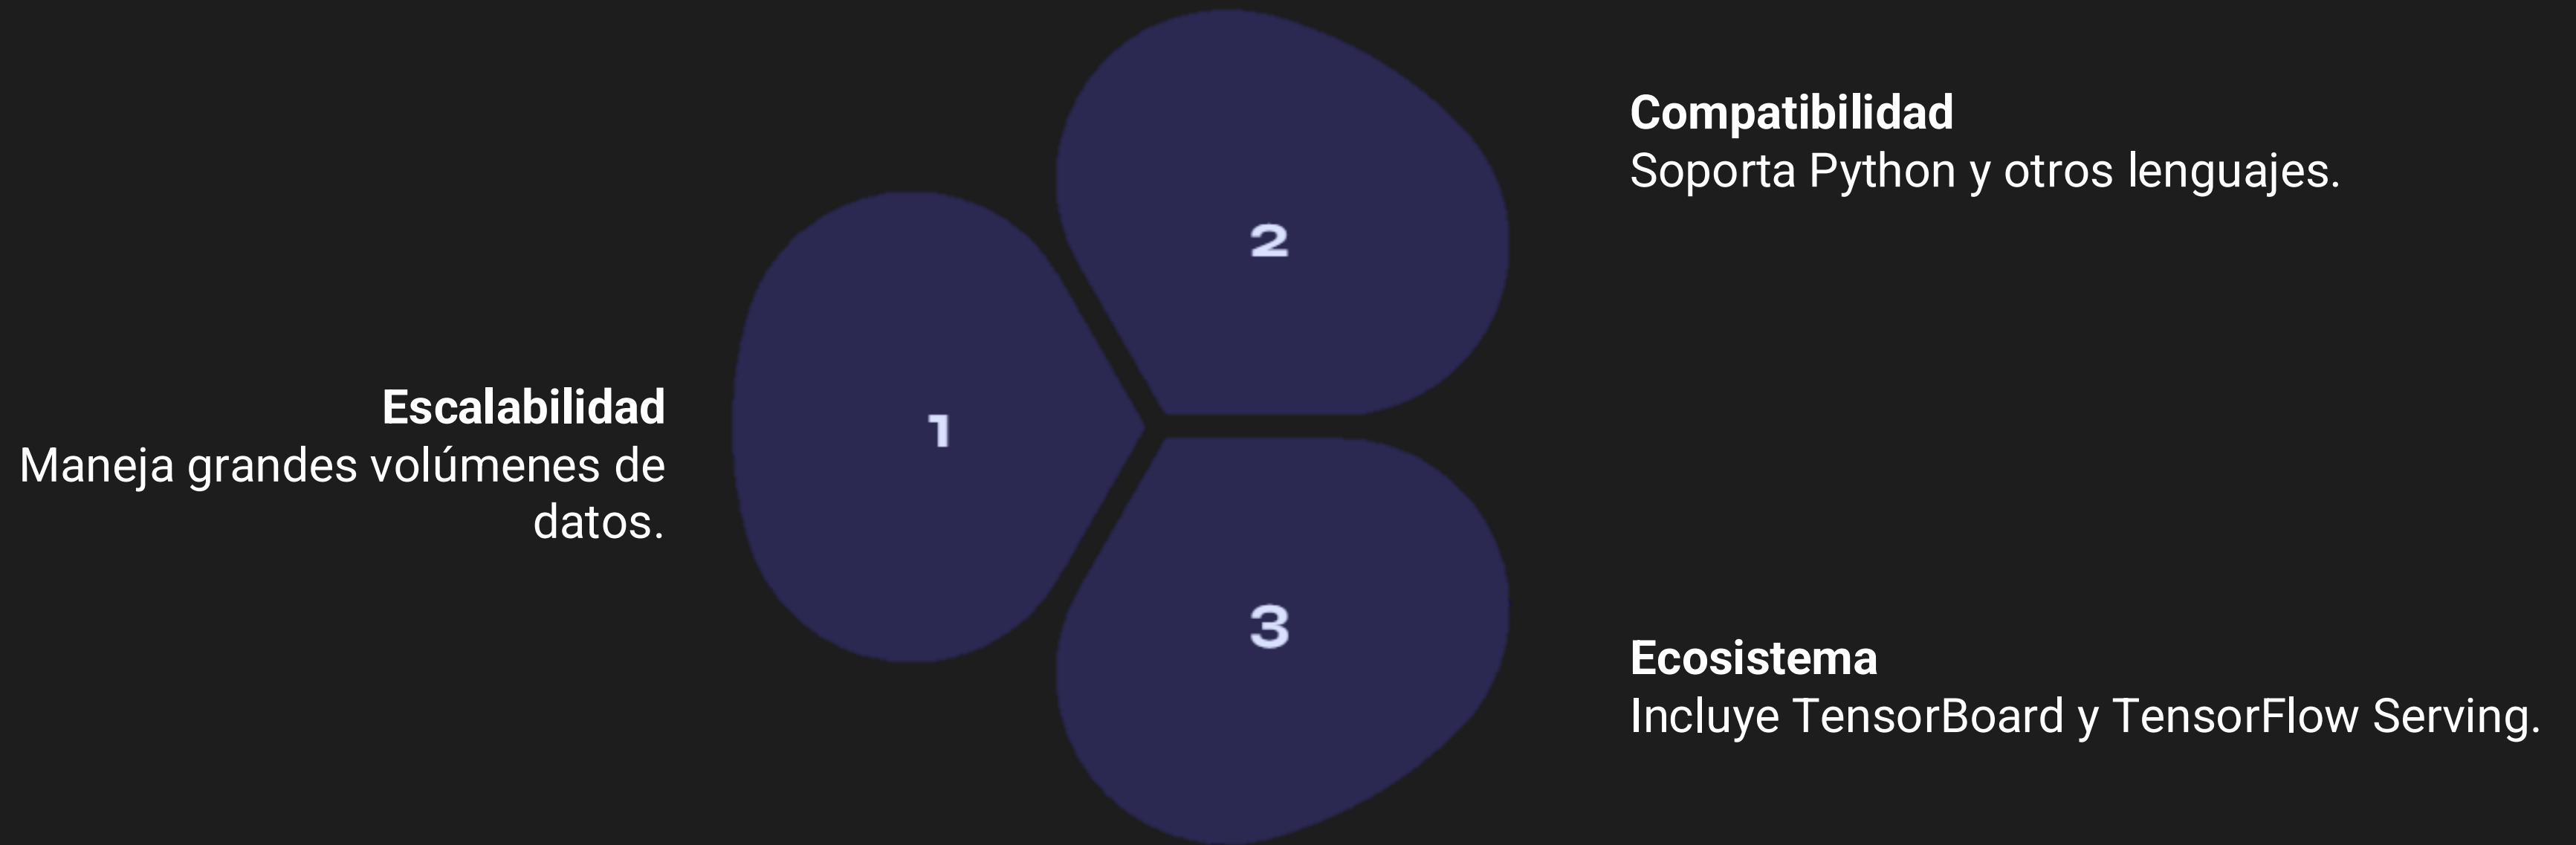 1
Escalabilidad
Maneja grandes volúmenes de
datos.
2
Compatibilidad
Soporta Python y otros lenguajes.
3
Ecosistema
Incluye TensorBoard y TensorFlow Serving.